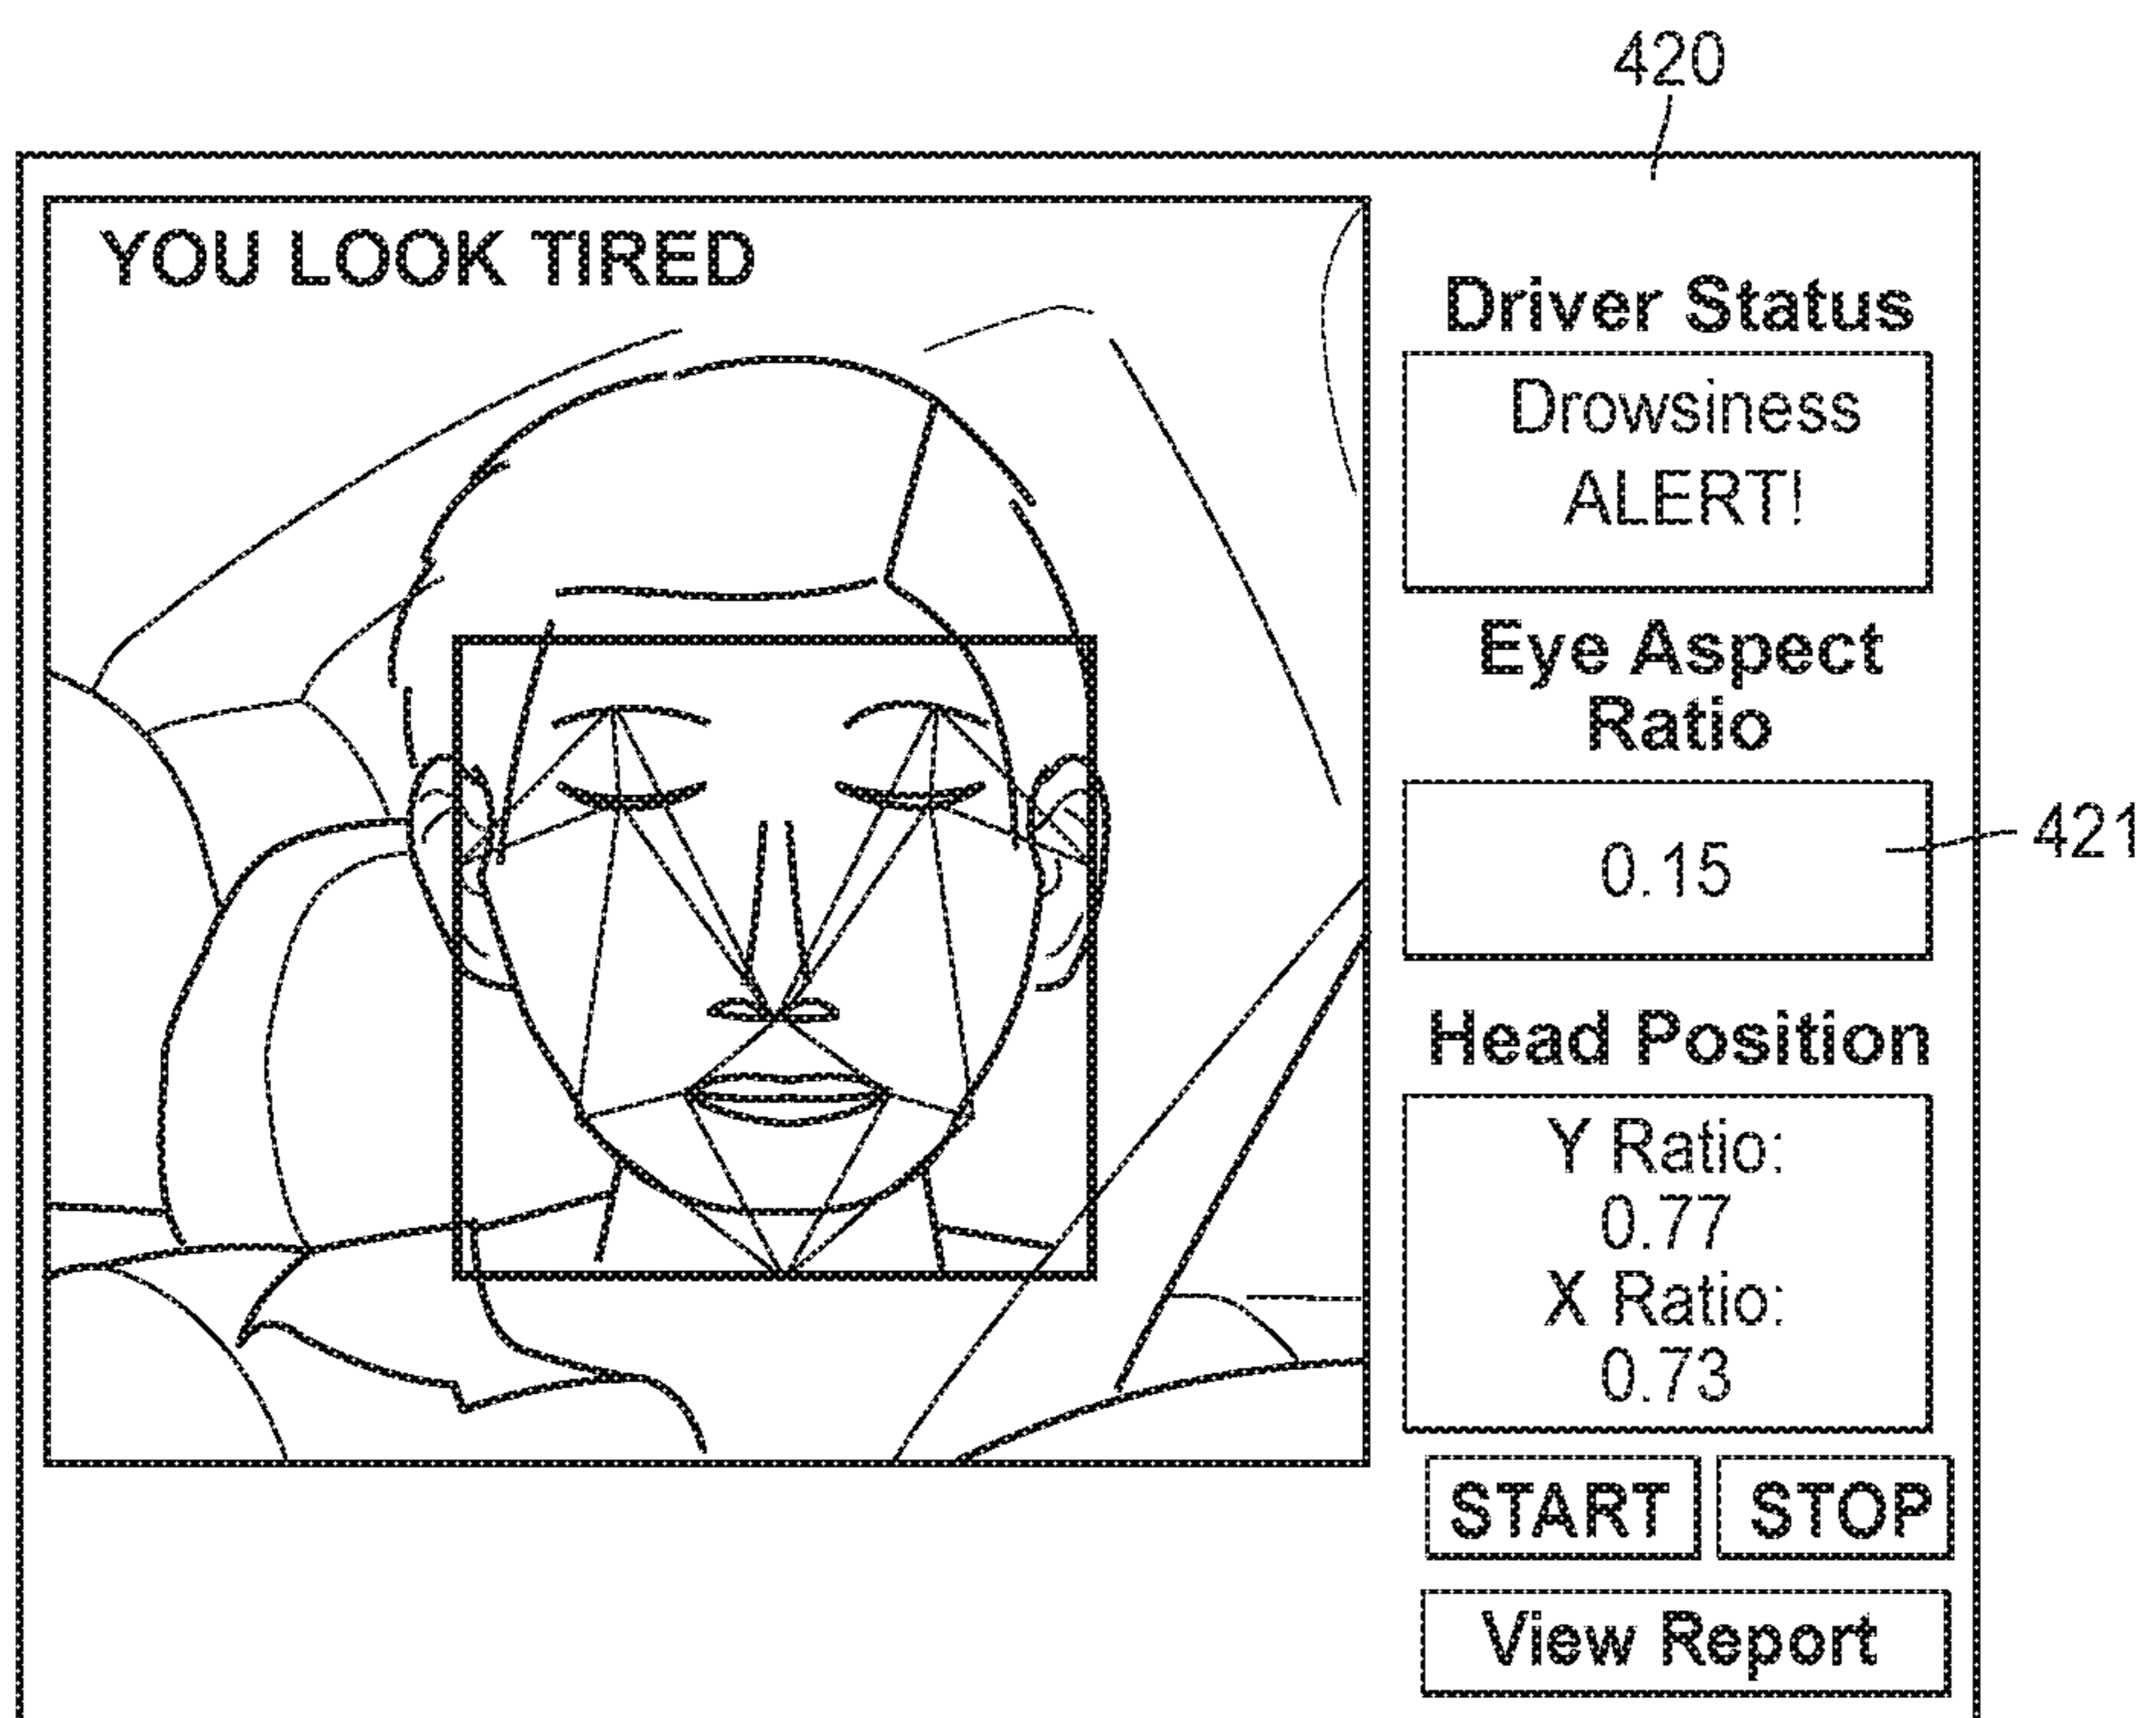 420
YOU LOOK TIRED
Driver Status
Drowsiness
ALERT!
Eye Aspect
Ratio
0.15
421
Head Position
Y Ratio:
0.77
X Ratio:
0.73
START STOP
View Report